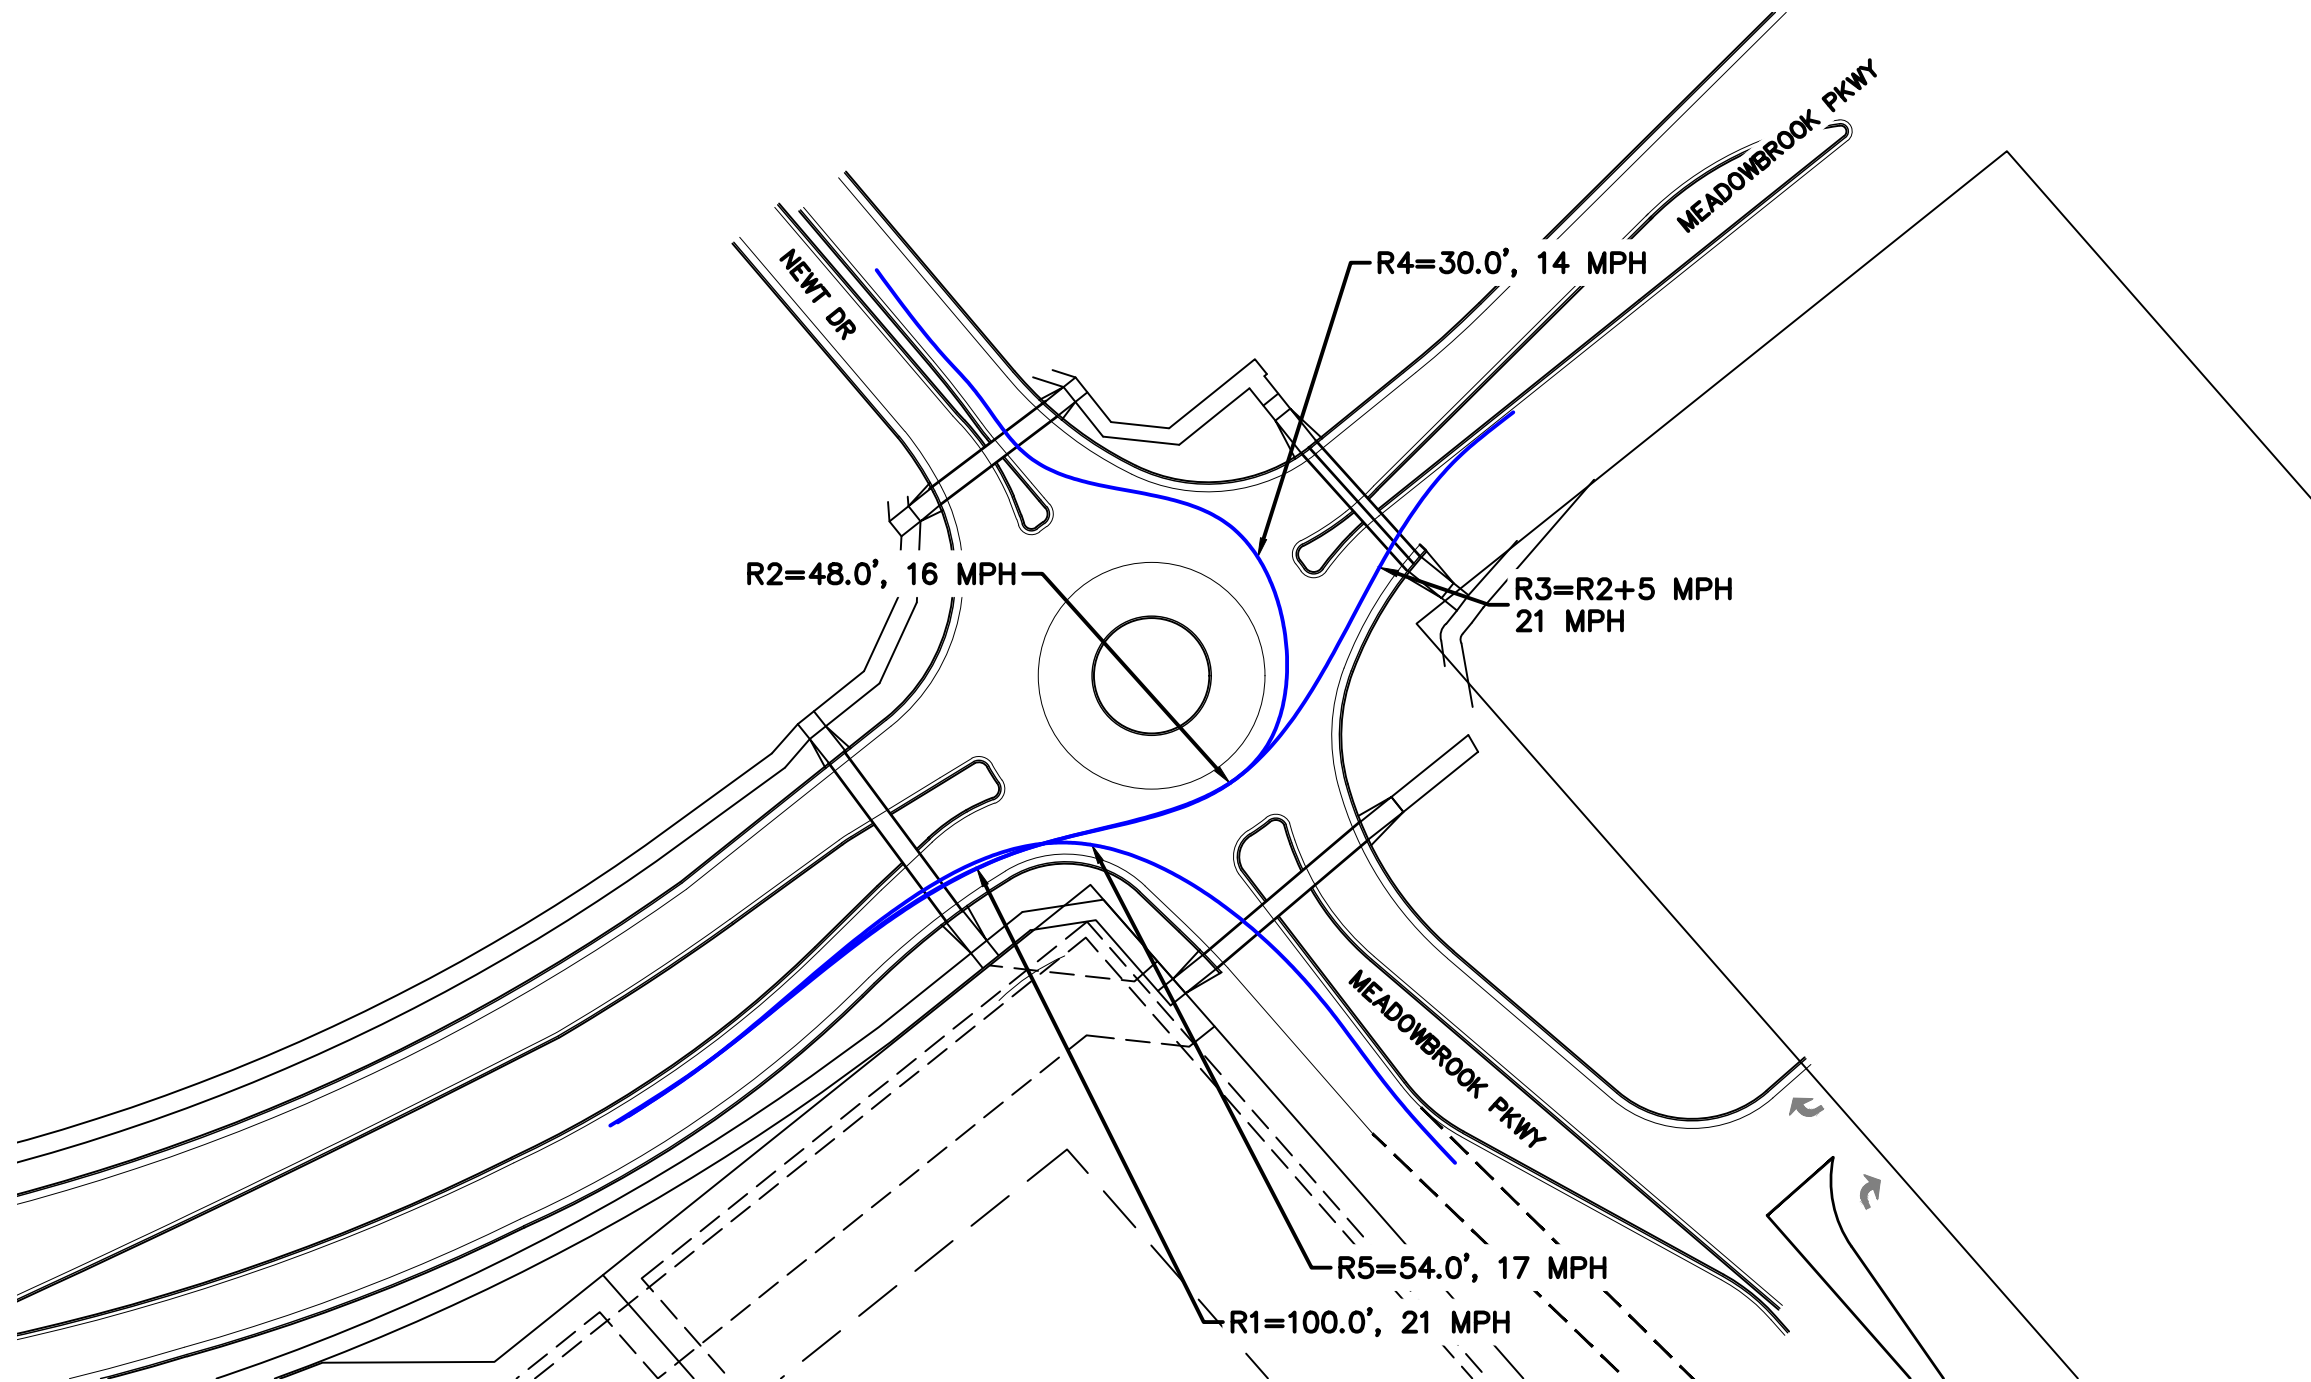 MEADOWBROOK PKWY
NEWT DR
R4=30.0', 14 MPH
R2=48.0', 16 MPH
R3=R2+5 MPH
21 MPH
MEADOWBROOK PKWY
R5=54.0', 17 MPH
R1=100.0', 21 MPH